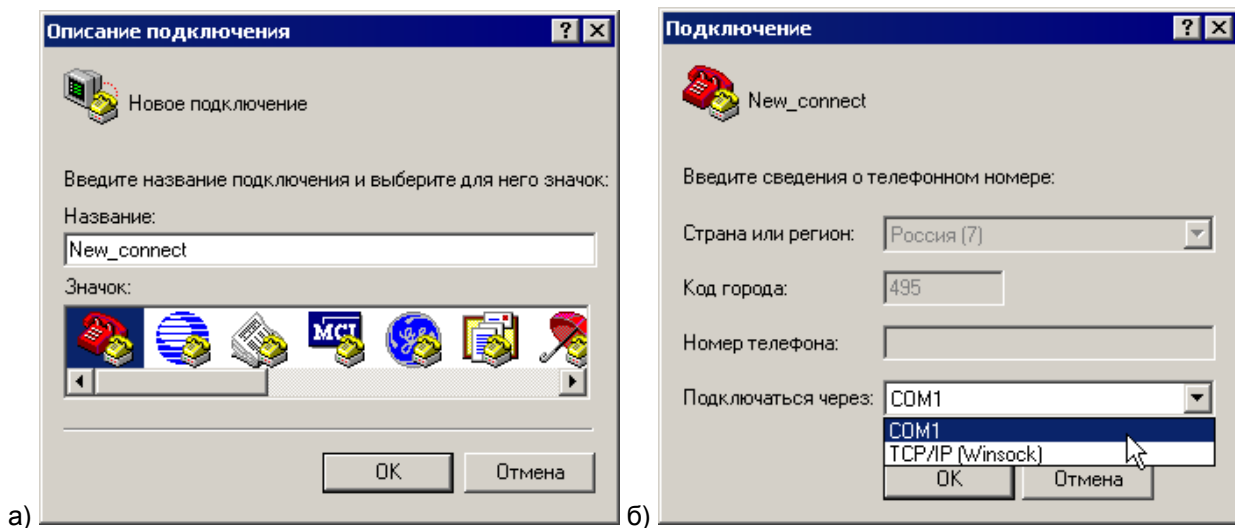 Описание подключения
Новое подключение
Введите название подключения и выберите для него значок:
Название:
New_connect
Значок:
MCI
OK
Отмена
а)
Подключение
New_connect
Введите сведения о телефонном номере:
Страна или регион:
Россия (7)
Код города:
495
Номер телефона:
Подключаться через:
COM1
COM1
TCP/IP (Winsock)
OK
Отмена
б)